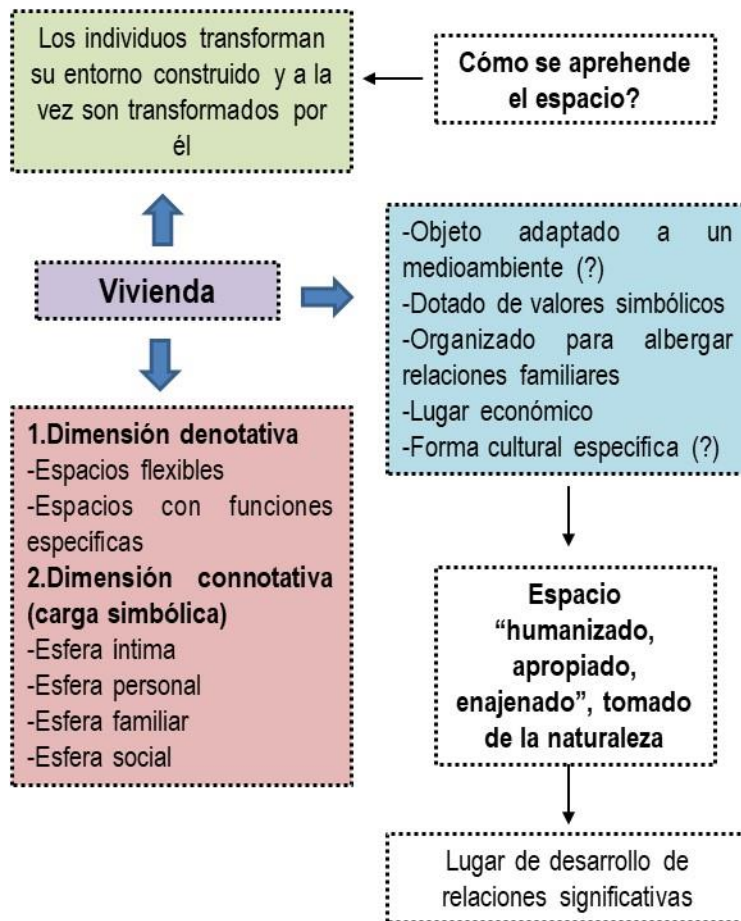 Los individuos transforman
su entorno construido y a la
vez son transformados por
él
Cómo se aprehende
el espacio?
Vivienda
-Objeto adaptado a un
medioambiente (?)
-Dotado de valores simbólicos
-Organizado para albergar
relaciones familiares
-Lugar económico
-Forma cultural específica (?)
1.Dimensión denotativa
-Espacios flexibles
-Espacios con funciones
específicas
2.Dimensión connotativa
(carga simbólica)
-Esfera íntima
-Esfera personal
-Esfera familiar
-Esfera social
Espacio
“humanizado,
apropiado,
enajenado”, tomado
de la naturaleza
Lugar de desarrollo de
relaciones significativas